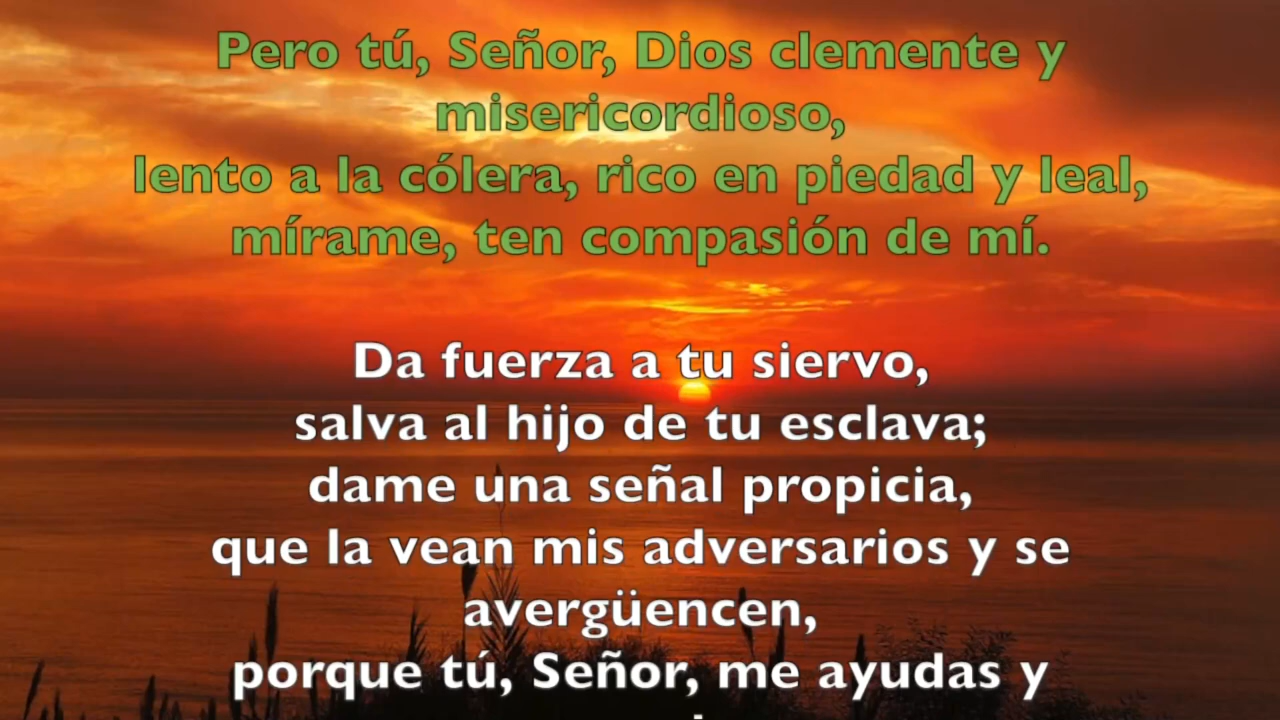 Pero tú, Señor, Dios clemente y
misericordioso,
lento a la cólera, rico en piedad y leal,
mírame, ten compasión de mí.
Da fuerza a tu siervo,
salva al hijo de tu esclava;
dame una señal propicia,
que la vean mis adversarios y se
avergüencen,
porque tú, Señor, me ayudas y